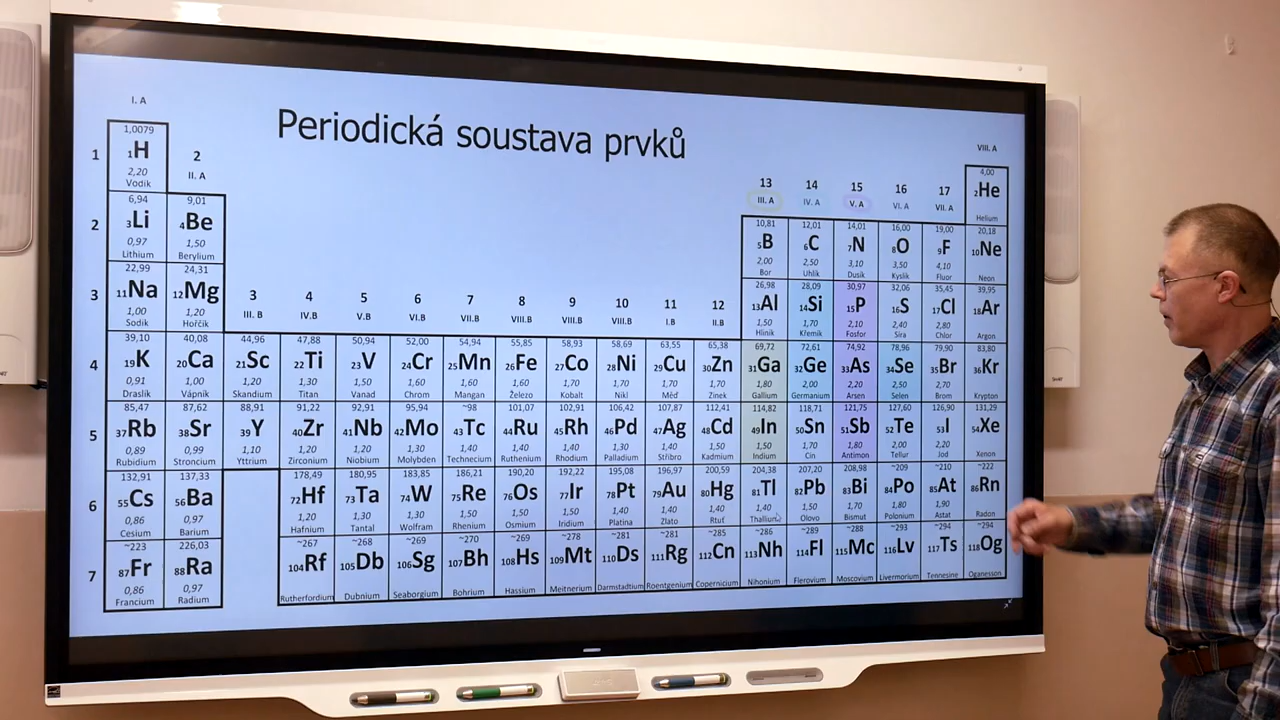 Periodická soustava prvků
I. A
VIII. A
1,0079
4,00
1
1H
2
13
14
15
16
17
2He
2,20
II. A
III. A
IV. A
V. A
VI. A
VII. A
Vodík
Helium
6,94
9,01
10,81
12,01
14,01
16,00
19,00
20,18
2
3Li
4Be
5B
6C
7N
8O
9F
10Ne
0,97
1,50
2,00
2,50
3,10
3,50
4,10
Lithium
Berylium
Bor
Uhlík
Dusík
Kyslík
Fluor
Neon
22,99
24,31
26,98
28,09
30,97
32,06
35,45
39,95
3
11Na
12Mg
3
4
5
6
7
8
9
10
11
12
13Al
14Si
15P
16S
17Cl
18Ar
1,00
1,20
III. B
IV.B
V.B
VI.B
VII.B
VIII.B
VIII.B
VIII.B
I.B
II.B
1,50
1,70
2,10
2,40
2,80
Sodík
Hořčík
Hliník
Křemík
Fosfor
Síra
Chlor
Argon
39,10
40,08
44,96
47,88
50,94
52,00
54,94
55,85
58,93
58,69
63,55
65,38
69,72
72,61
74,92
78,96
79,90
83,80
4
19K
20Ca
21Sc
22Ti
23V
24Cr
25Mn
26Fe
27Co
28Ni
29Cu
30Zn
31Ga
32Ge
33As
34Se
35Br
36Kr
0,91
1,00
1,20
1,30
1,50
1,60
1,60
1,60
1,70
1,70
1,70
1,70
1,80
2,00
2,20
2,50
2,70
Draslík
Vápník
Skandium
Titan
Vanad
Chrom
Mangan
Železo
Kobalt
Nikl
Měď
Zinek
Gallium
Germanium
Arsen
Selen
Brom
Krypton
85,47
87,62
88,91
91,22
92,91
95,94
~98
101,07
102,91
106,42
107,87
112,41
114,82
118,71
121,75
127,60
126,90
131,29
5
37Rb
38Sr
39Y
40Zr
41Nb
42Mo
43Tc
44Ru
45Rh
46Pd
47Ag
48Cd
49In
50Sn
51Sb
52Te
53I
54Xe
0,89
0,99
1,10
1,20
1,20
1,30
1,40
1,40
1,40
1,30
1,40
1,50
1,50
1,70
1,80
2,00
2,20
Rubidium
Stroncium
Yttrium
Zirconium
Niobium
Molybden
Technecium
Ruthenium
Rhodium
Palladium
Stříbro
Kadmium
Indium
Cín
Antimon
Tellur
Jod
Xenon
132,91
137,33
178,49
180,95
183,85
186,21
190,20
192,22
195,08
196,97
200,59
204,38
207,20
208,98
~209
~210
~222
6
55Cs
56Ba
72Hf
73Ta
74W
75Re
76Os
77Ir
78Pt
79Au
80Hg
81Tl
82Pb
83Bi
84Po
85At
86Rn
0,86
0,97
1,20
1,30
1,40
1,50
1,50
1,50
1,40
1,40
1,40
1,40
1,50
1,70
1,80
1,90
Cesium
Barium
Hafnium
Tantal
Wolfram
Rhenium
Osmium
Iridium
Platina
Zlato
Rtuť
Thallium
Olovo
Bismut
Polonium
Astat
Radon
~223
226,03
~267
~268
~269
~270
~269
~278
~281
~281
~285
~286
~289
~288
~293
~294
~294
7
87Fr
88Ra
104Rf
105Db
106Sg
107Bh
108Hs
109Mt
110Ds
111Rg
112Cn
113Nh
114Fl
115Mc
116Lv
117Ts
118Og
0,86
0,97
Francium
Radium
Rutherfordium
Dubnium
Seaborgium
Bohrium
Hassium
Meitnerium
Darmstadtium
Roentgenium
Copernicium
Nihonium
Flerovium
Moscovium
Livermorium
Tennesine
Oganesson